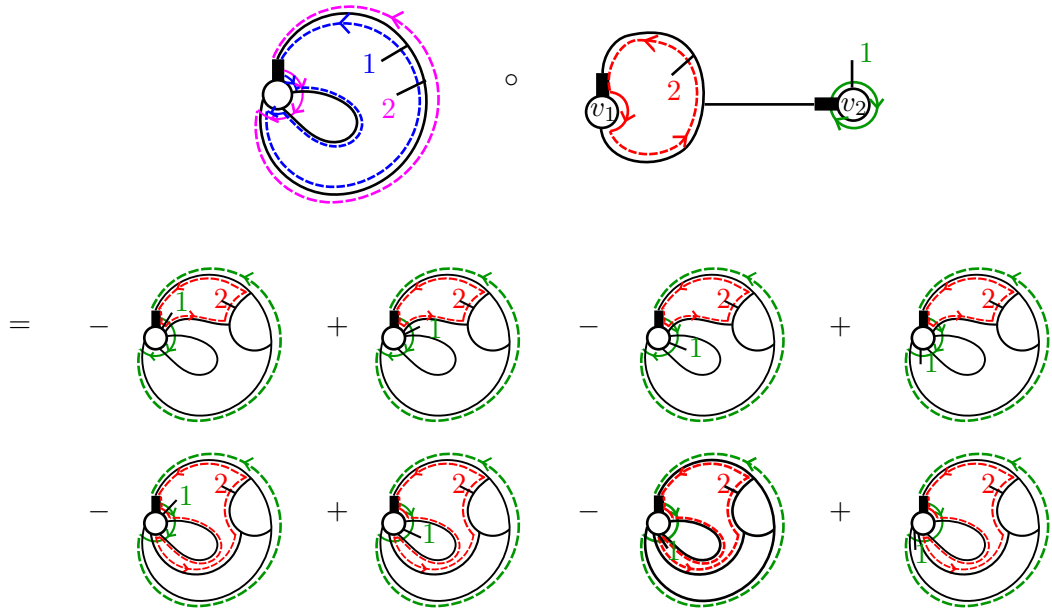 1 2 ∘ v₁ 2 1 v₂
= − 1 2 + 1 2 − 1 2 + 1 2
− 1 2 + 1 2 − 1 2 + 1 2